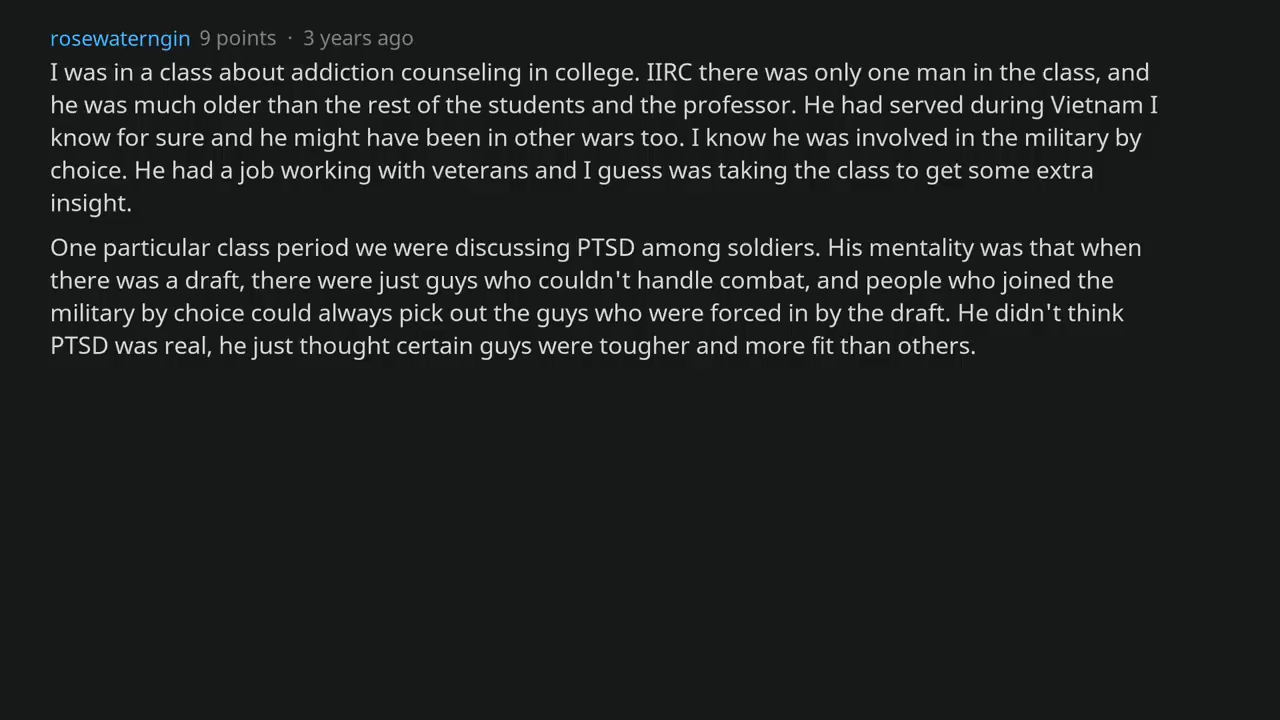 rosewaterngin 9 points · 3 years ago
I was in a class about addiction counseling in college. IIRC there was only one man in the class, and
he was much older than the rest of the students and the professor. He had served during Vietnam I
know for sure and he might have been in other wars too. I know he was involved in the military by
choice. He had a job working with veterans and I guess was taking the class to get some extra
insight.
One particular class period we were discussing PTSD among soldiers. His mentality was that when
there was a draft, there were just guys who couldn't handle combat, and people who joined the
military by choice could always pick out the guys who were forced in by the draft. He didn't think
PTSD was real, he just thought certain guys were tougher and more fit than others.